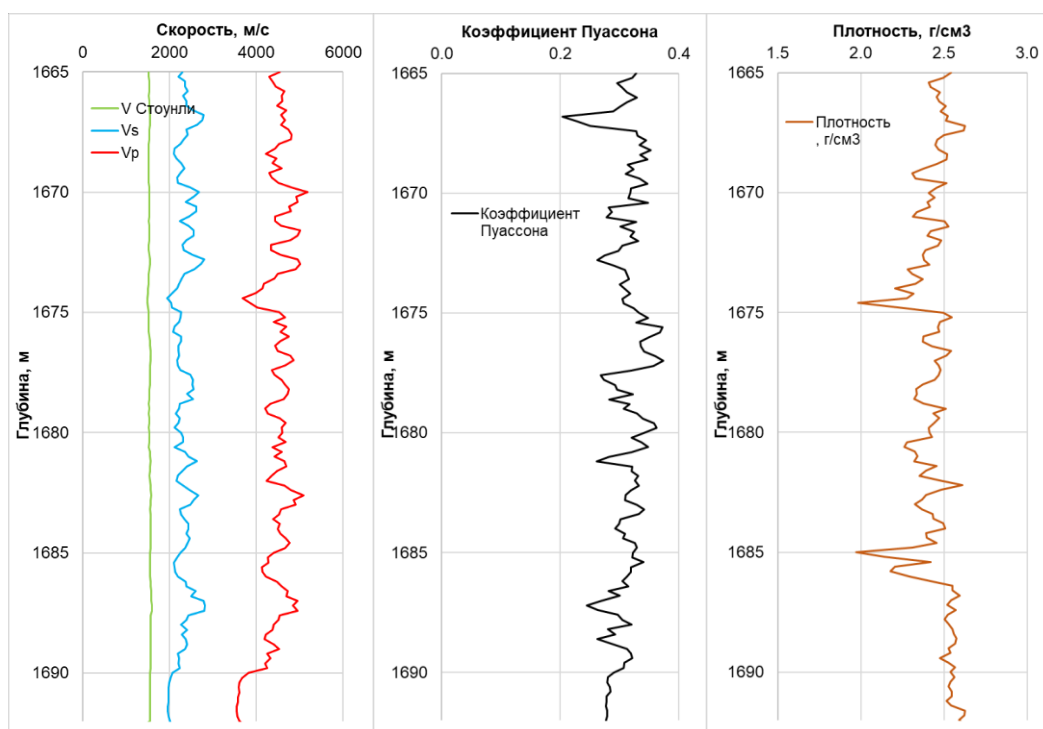 Скорость, м/с
0 2000 4000 6000
1665
1670
1675
1680
1685
1690
Глубина, м
V Стоунли
Vs
Vp
Коэффициент Пуассона
0.0 0.2 0.4
1665
1670
1675
1680
1685
1690
Глубина, м
Коэффициент
Пуассона
Плотность, г/см3
1.5 2.0 2.5 3.0
1665
1670
1675
1680
1685
1690
Глубина, м
Плотность
, г/см3